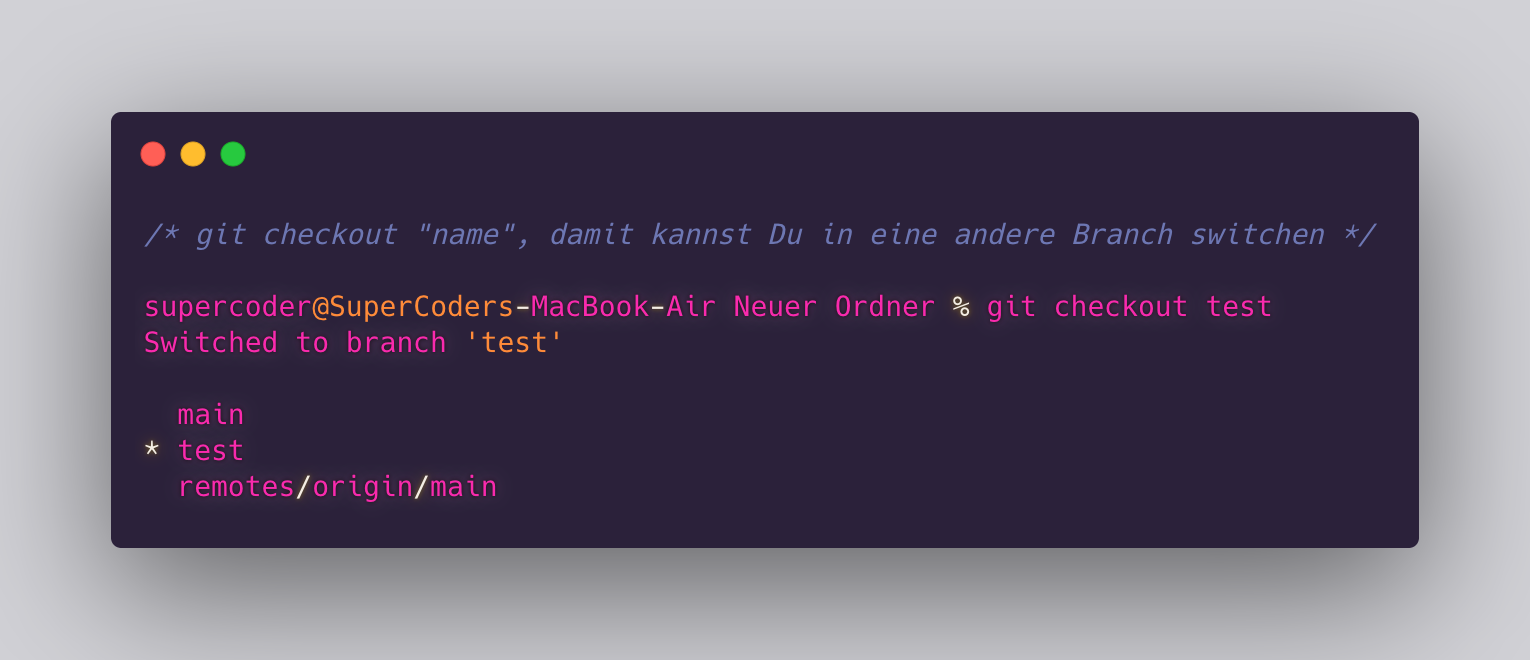 /* git checkout "name", damit kannst Du in eine andere Branch switchen */
supercoder@SuperCoders-MacBook-Air Neuer Ordner % git checkout test
Switched to branch 'test'
  main
* test
  remotes/origin/main